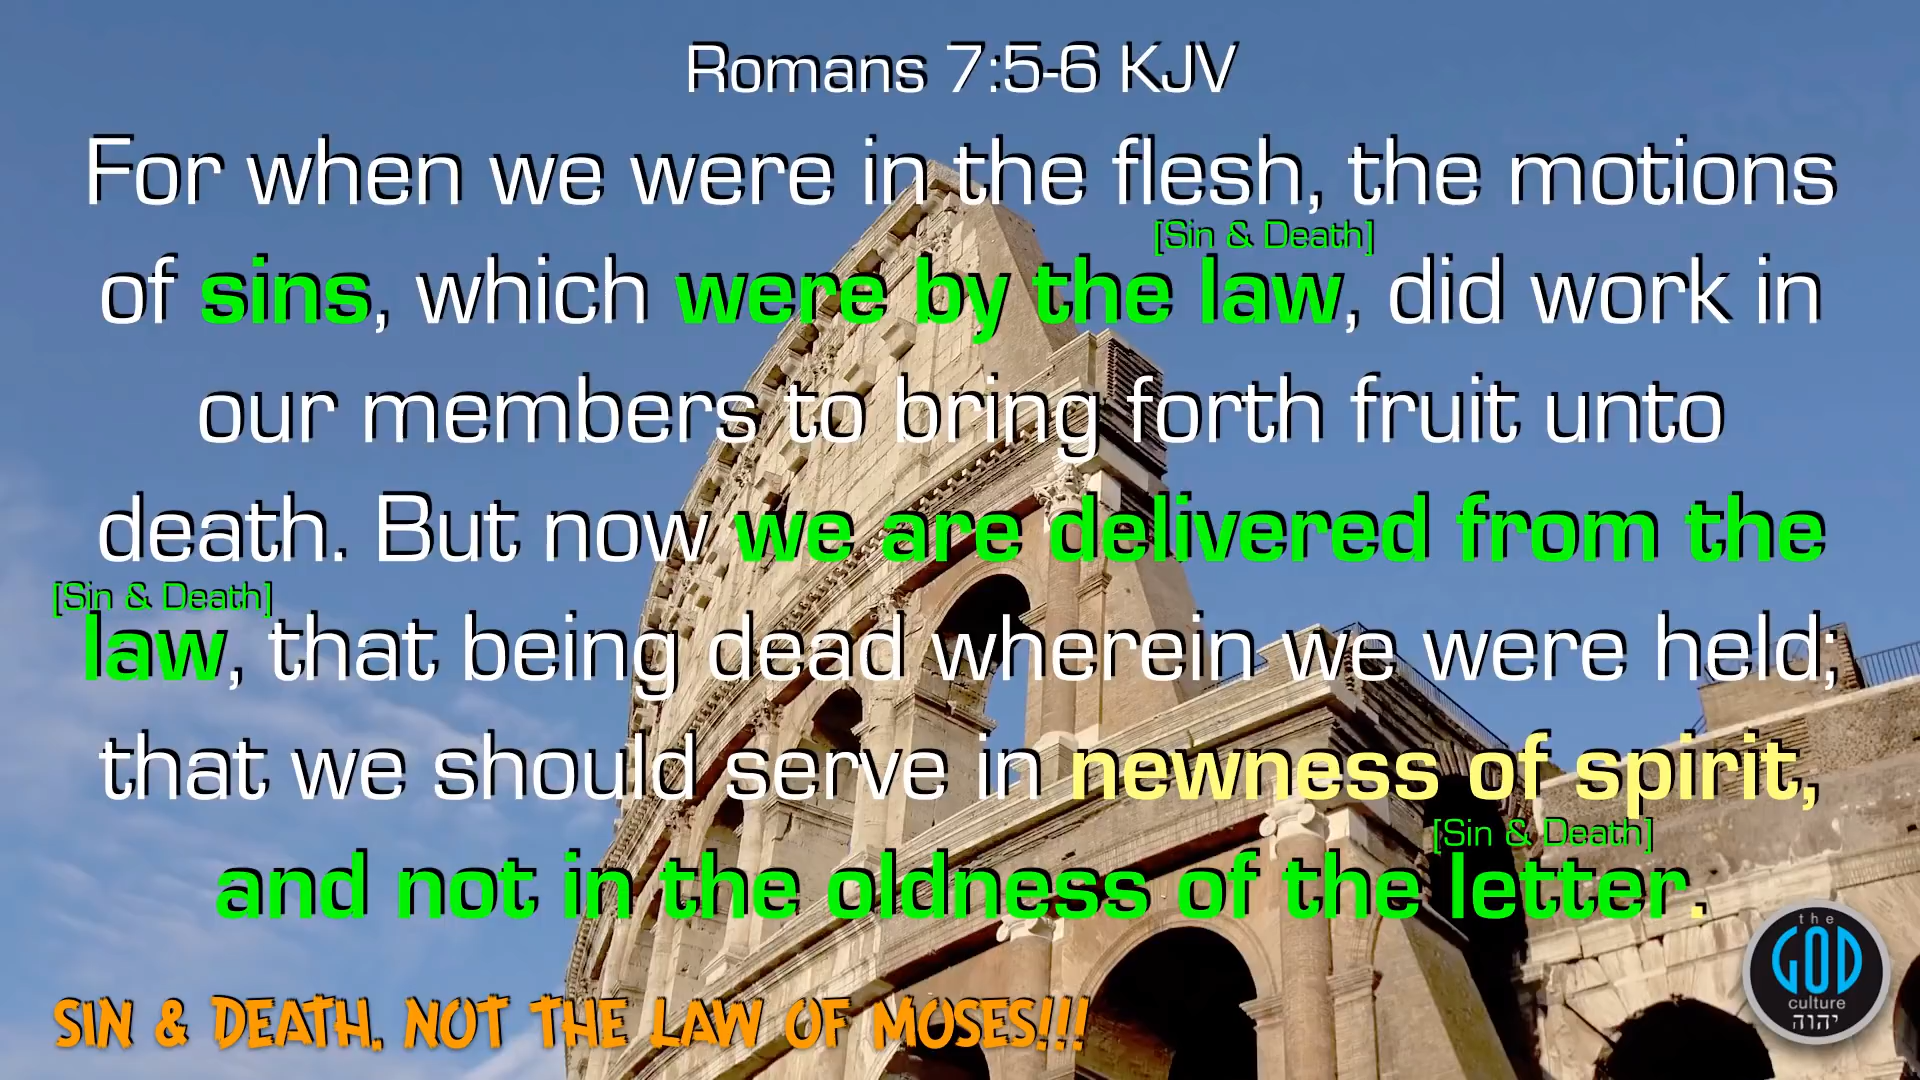 Romans 7:5-6 KJV
For when we were in the flesh, the motions
[Sin & Death]
of sins, which were by the law, did work in
our members to bring forth fruit unto
death. But now we are delivered from the
[Sin & Death]
law, that being dead wherein we were held;
that we should serve in newness of spirit,
[Sin & Death]
and not in the oldness of the letter.
SIN & DEATH, NOT THE LAW OF MOSES!!!
the
GOD
culture
יהוה